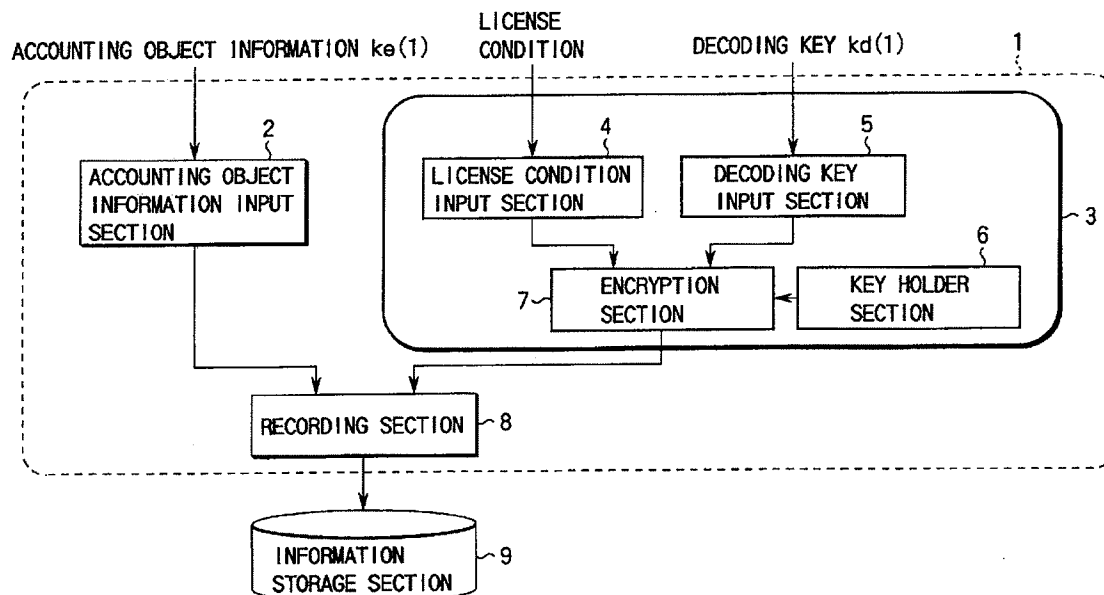 LICENSE
CONDITION
ACCOUNTING OBJECT INFORMATION ke(1)
DECODING KEY kd(1)
1
2
ACCOUNTING OBJECT
INFORMATION INPUT
SECTION
4
LICENSE CONDITION
INPUT SECTION
5
DECODING KEY
INPUT SECTION
3
6
KEY HOLDER
SECTION
7
ENCRYPTION
SECTION
RECORDING SECTION
8
INFORMATION
STORAGE SECTION
9